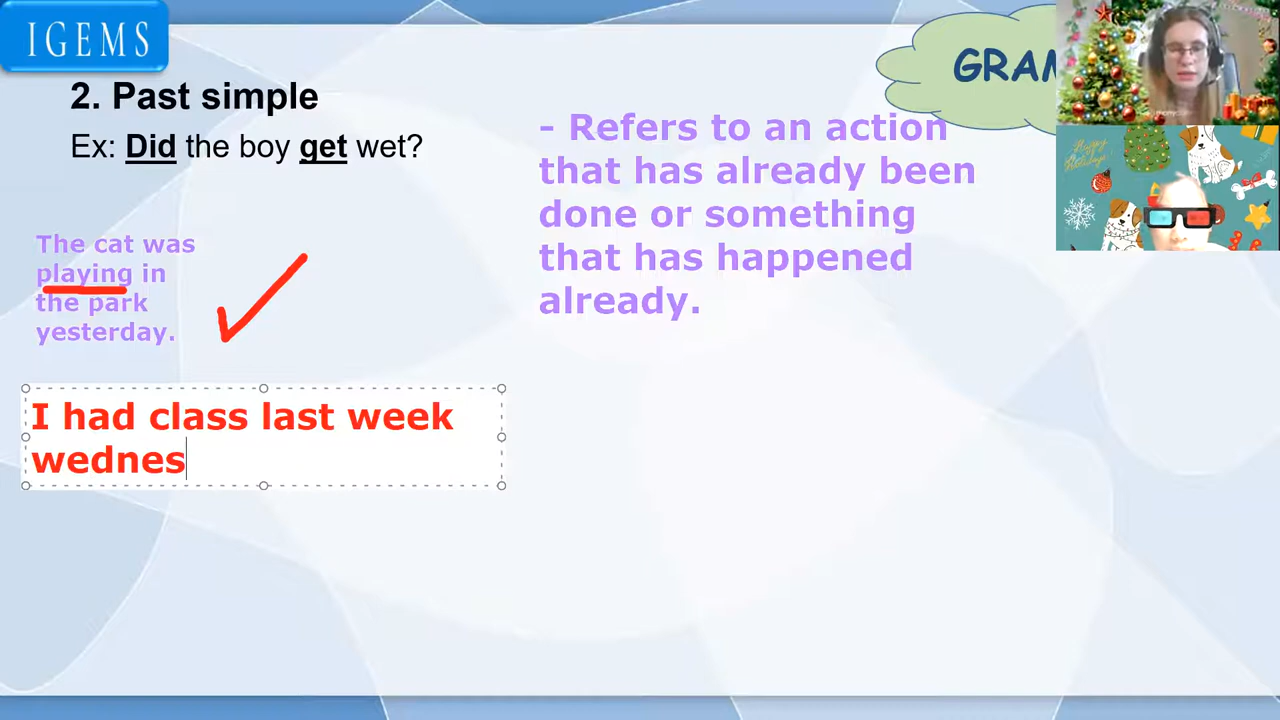 IGEMS
2. Past simple
Ex: Did the boy get wet?
GRAM
- Refers to an action
that has already been
done or something
that has happened
already.
The cat was
playing in
the park
yesterday.
I had class last week
wednes
Happy
Holidays!